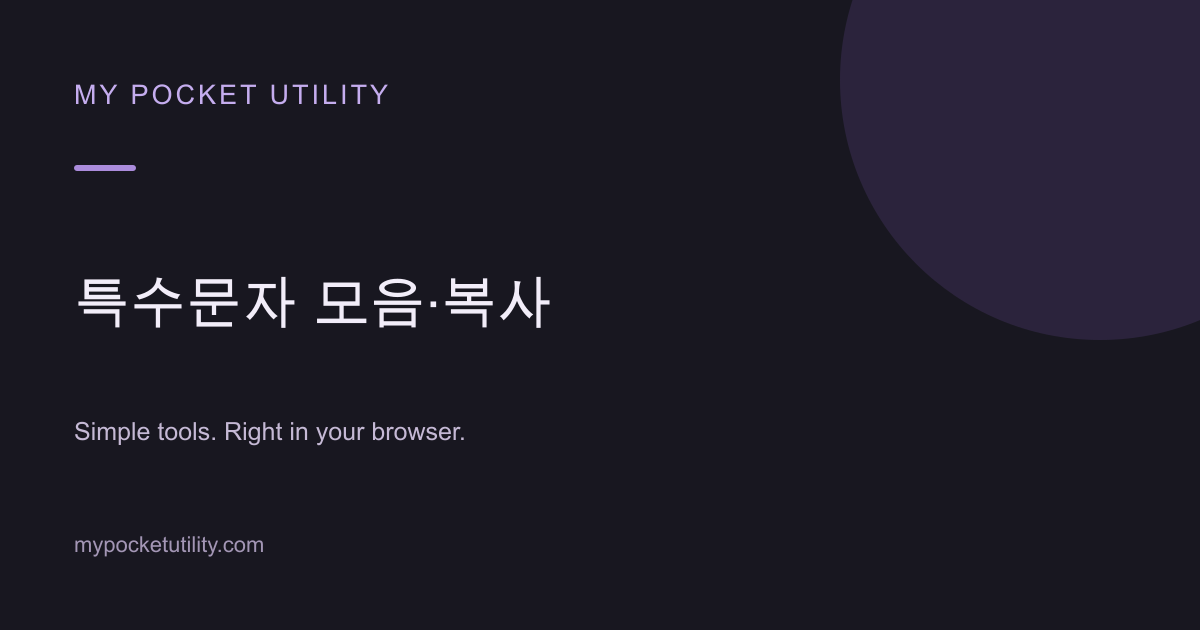 MY POCKET UTILITY
특수문자 모음·복사
Simple tools. Right in your browser.
mypocketutility.com